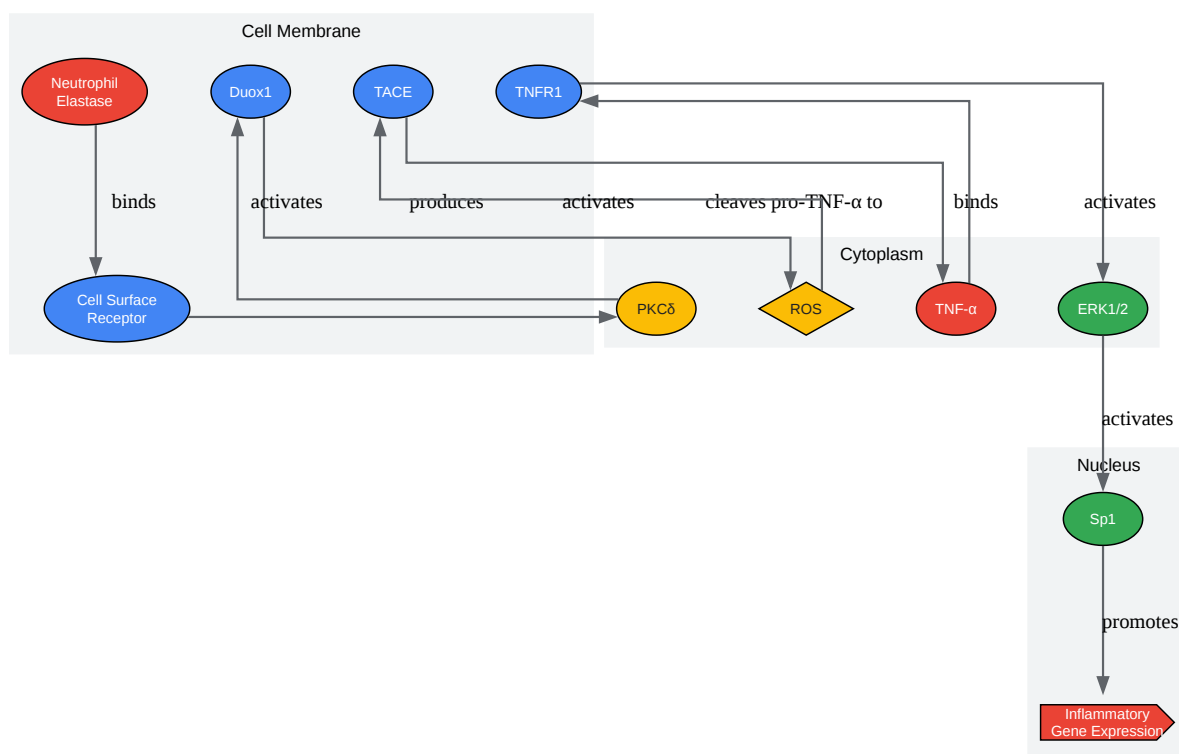 Cell Membrane
Neutrophil
Elastase
Duox1
TACE
TNFR1
binds
activates
produces
activates
cleaves pro-TNF-α to
binds
activates
Cytoplasm
Cell Surface
Receptor
PKCδ
ROS
TNF-α
ERK1/2
activates
Nucleus
Sp1
promotes
Inflammatory
Gene Expression